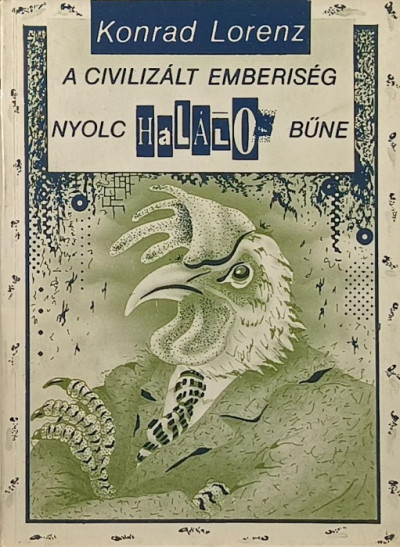 Konrad Lorenz
A CIVILIZÁLT EMBERISÉG
NYOLC HaLÁLOS BŰNE